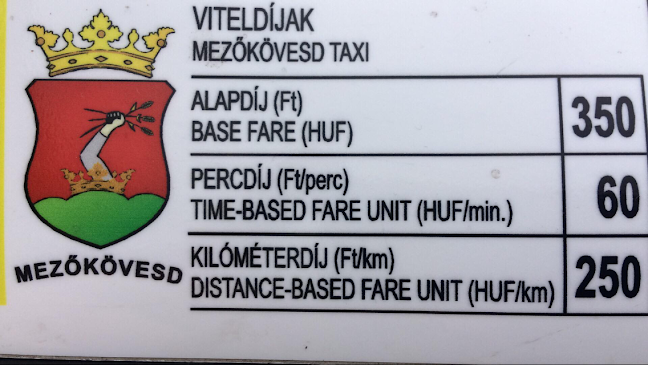 VITELDÍJAK
MEZŐKÖVESD TAXI
ALAPDÍJ (Ft)
BASE FARE (HUF)
350
PERCDÍJ (Ft/perc)
TIME-BASED FARE UNIT (HUF/min.)
60
KILÓMÉTERDÍJ (Ft/km)
DISTANCE-BASED FARE UNIT (HUF/km)
250
MEZŐKÖVESD